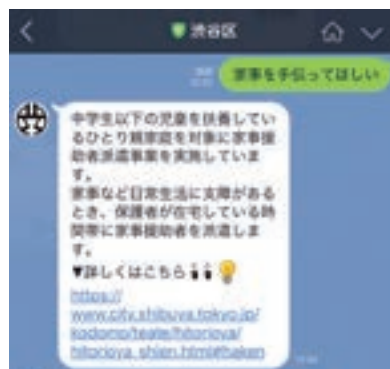 渋谷区
家事を手伝ってほしい
中学生以下の児童を扶養してい
るひとり親家庭を対象に家事援
助者派遣事業を実施していま
す。
家事など日常生活に支障がある
とき、保護者が在宅している時
間帯に家事援助者を派遣しま
す。
▼詳しくはこちら⇩⇩💡
https://
www.city.shibuya.tokyo.jp/
kodomo/teate/hitorioya/
hitorioya_shien.html#haken